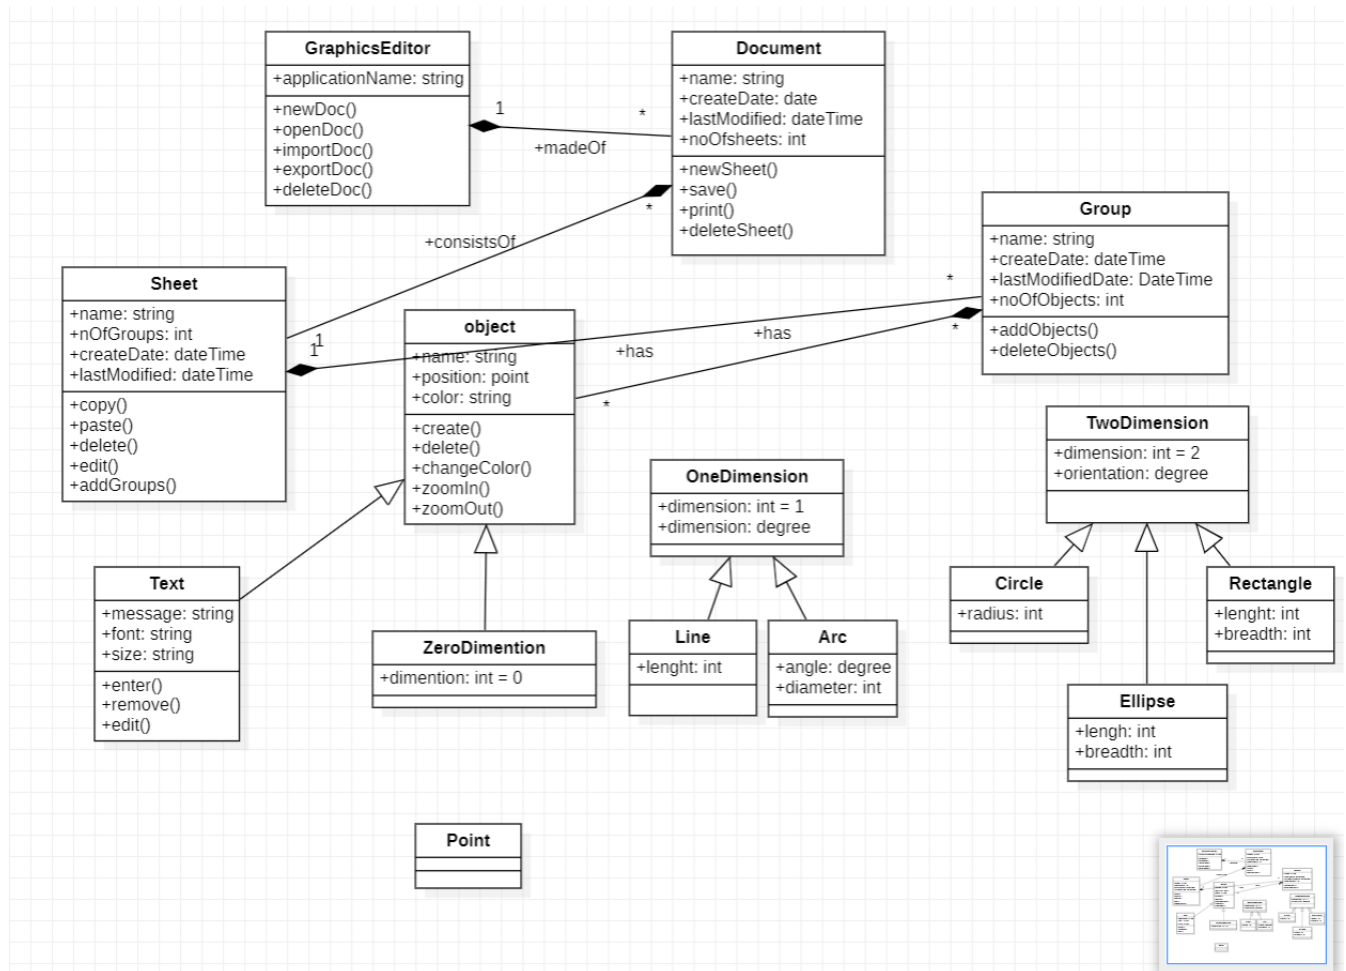 GraphicsEditor
+applicationName: string
+newDoc()
+openDoc()
+importDoc()
+exportDoc()
+deleteDoc()
1
*
+madeOf
Document
+name: string
+createDate: date
+lastModified: dateTime
+noOfsheets: int
+newSheet()
+save()
+print()
+deleteSheet()
*
+consistsOf
1
Group
+name: string
+createDate: dateTime
+lastModifiedDate: DateTime
+noOfObjects: int
+addObjects()
+deleteObjects()
Sheet
+name: string
+nOfGroups: int
+createDate: dateTime
+lastModified: dateTime
+copy()
+paste()
+delete()
+edit()
+addGroups()
1
*
+has
*
+has
*
object
+name: string
+position: point
+color: string
+create()
+delete()
+changeColor()
+zoomIn()
+zoomOut()
TwoDimension
+dimension: int = 2
+orientation: degree
OneDimension
+dimension: int = 1
+dimension: degree
Text
+message: string
+font: string
+size: string
+enter()
+remove()
+edit()
ZeroDimention
+dimention: int = 0
Line
+lenght: int
Arc
+angle: degree
+diameter: int
Circle
+radius: int
Rectangle
+lenght: int
+breadth: int
Ellipse
+lengh: int
+breadth: int
Point